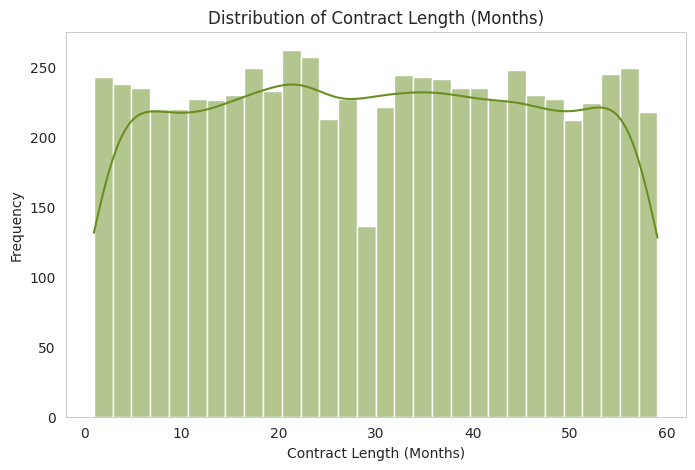 Distribution of Contract Length (Months)
250
200
150
100
50
0
Frequency
0 10 20 30 40 50 60
Contract Length (Months)